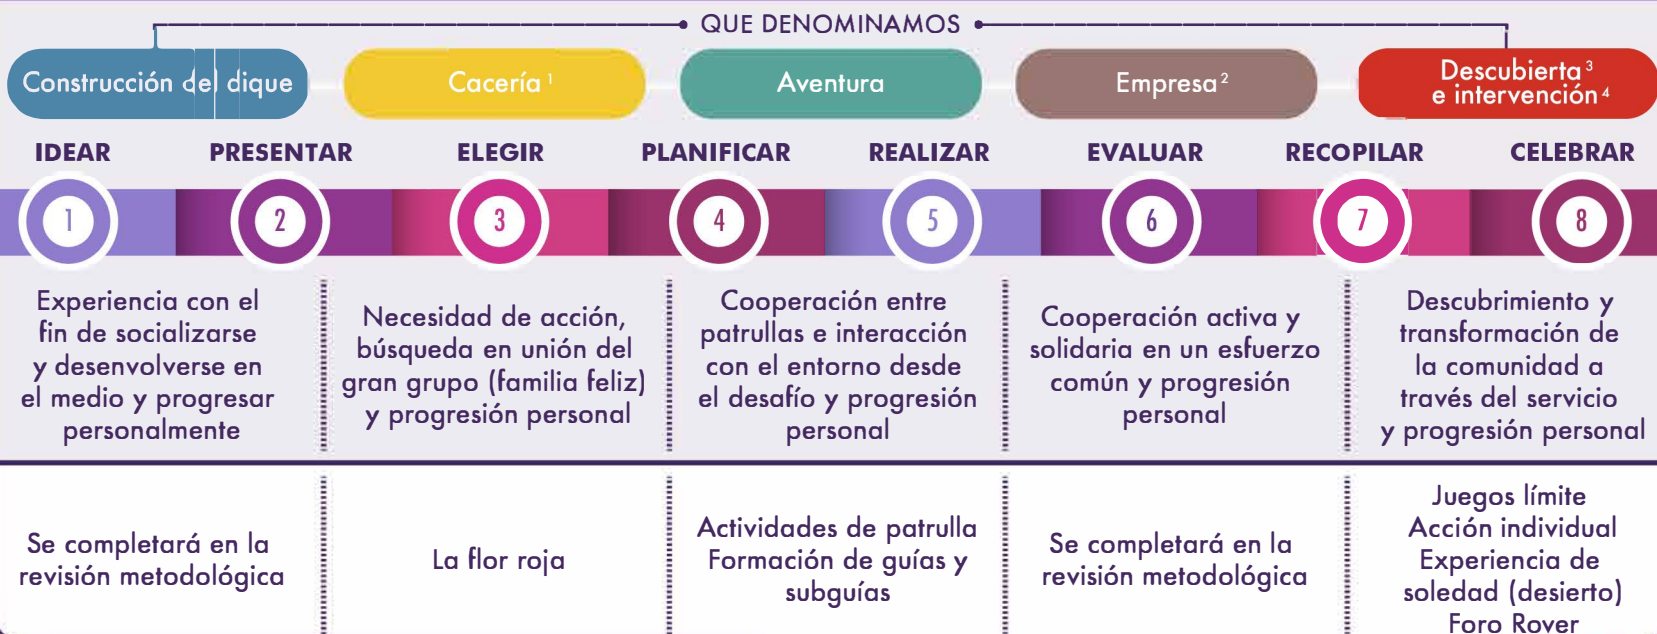 QUE DENOMINAMOS
Construcción del dique
Cacería ¹
Aventura
Empresa ²
Descubierta ³
e intervención ⁴
IDEAR
PRESENTAR
ELEGIR
PLANIFICAR
REALIZAR
EVALUAR
RECOPILAR
CELEBRAR
1
2
3
4
5
6
7
8
Experiencia con el
fin de socializarse
y desenvolverse en
el medio y progresar
personalmente
Necesidad de acción,
búsqueda en unión del
gran grupo (familia feliz)
y progresión personal
Cooperación entre
patrullas e interacción
con el entorno desde
el desafío y progresión
personal
Cooperación activa y
solidaria en un esfuerzo
común y progresión
personal
Descubrimiento y
transformación de
la comunidad a
través del servicio
y progresión personal
Se completará en la
revisión metodológica
La flor roja
Actividades de patrulla
Formación de guías y
subguías
Se completará en la
revisión metodológica
Juegos límite
Acción individual
Experiencia de
soledad (desierto)
Foro Rover